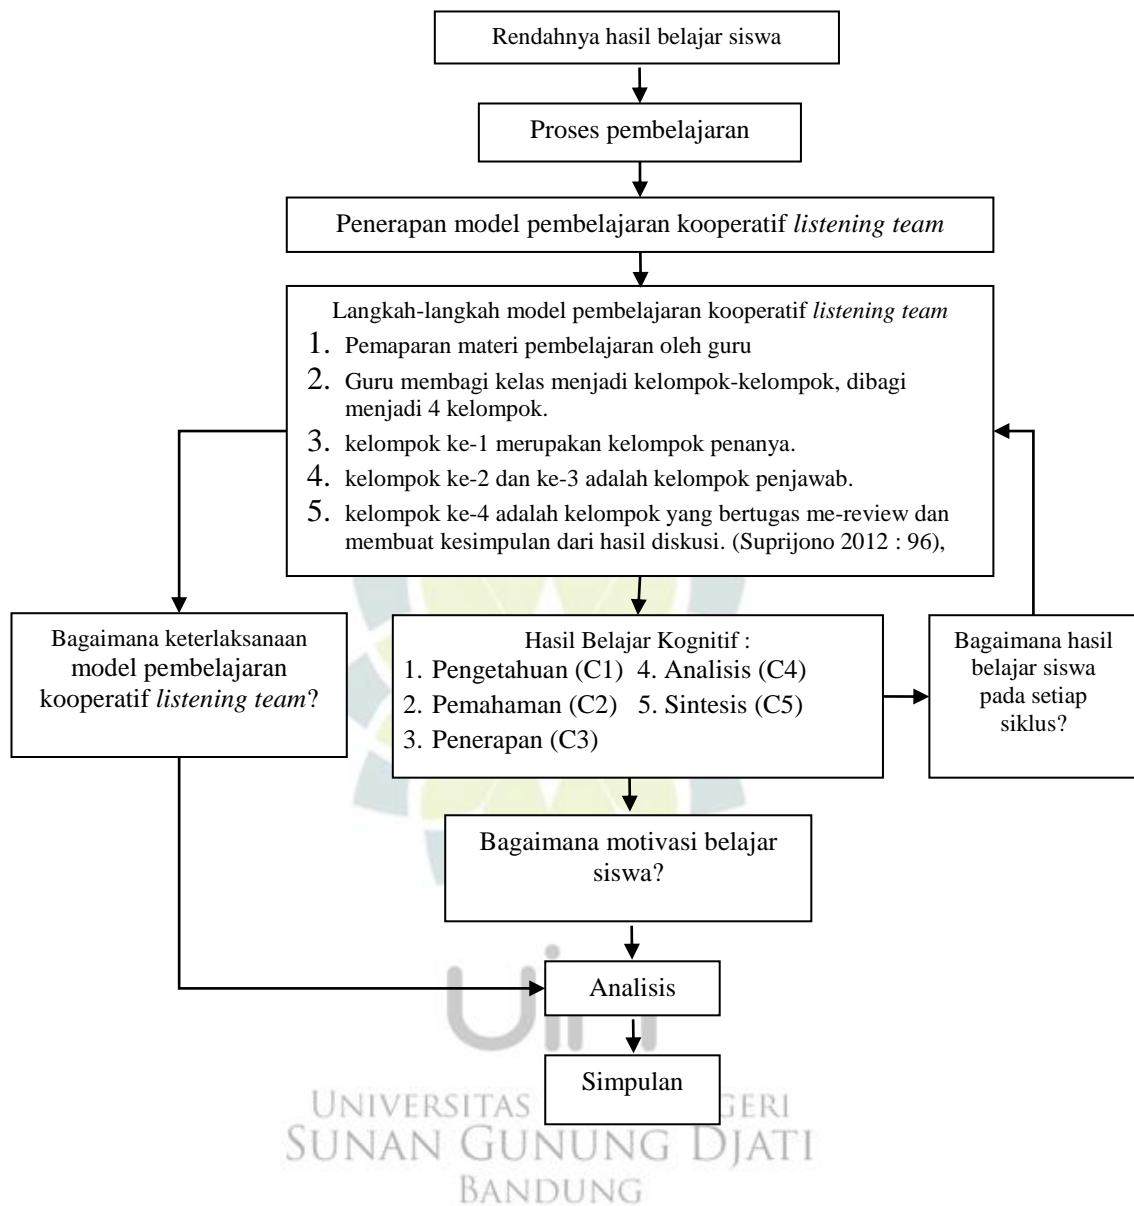 Rendahnya hasil belajar siswa
Proses pembelajaran
Penerapan model pembelajaran kooperatif listening team
Langkah-langkah model pembelajaran kooperatif listening team
1. Pemaparan materi pembelajaran oleh guru
2. Guru membagi kelas menjadi kelompok-kelompok, dibagi
menjadi 4 kelompok.
3. kelompok ke-1 merupakan kelompok penanya.
4. kelompok ke-2 dan ke-3 adalah kelompok penjawab.
5. kelompok ke-4 adalah kelompok yang bertugas me-review dan
membuat kesimpulan dari hasil diskusi. (Suprijono 2012 : 96),
Bagaimana keterlaksanaan
model pembelajaran
kooperatif listening team?
Hasil Belajar Kognitif :
1. Pengetahuan (C1) 4. Analisis (C4)
2. Pemahaman (C2) 5. Sintesis (C5)
3. Penerapan (C3)
Bagaimana hasil
belajar siswa
pada setiap
siklus?
Bagaimana motivasi belajar
siswa?
Analisis
Simpulan
UNIVERSITAS
SUNAN GUNUNG DJATI
BANDUNG